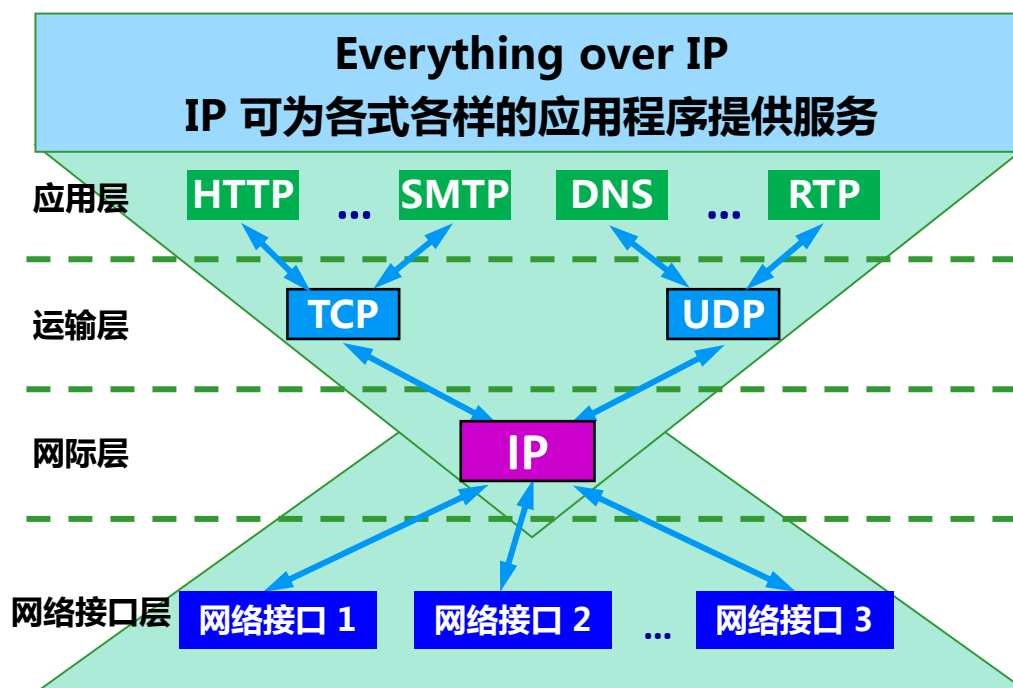 Everything over IP
IP 可为各式各样的应用程序提供服务
应用层 HTTP ... SMTP DNS ... RTP
运输层 TCP UDP
网际层 IP
网络接口层 网络接口 1 网络接口 2 ... 网络接口 3